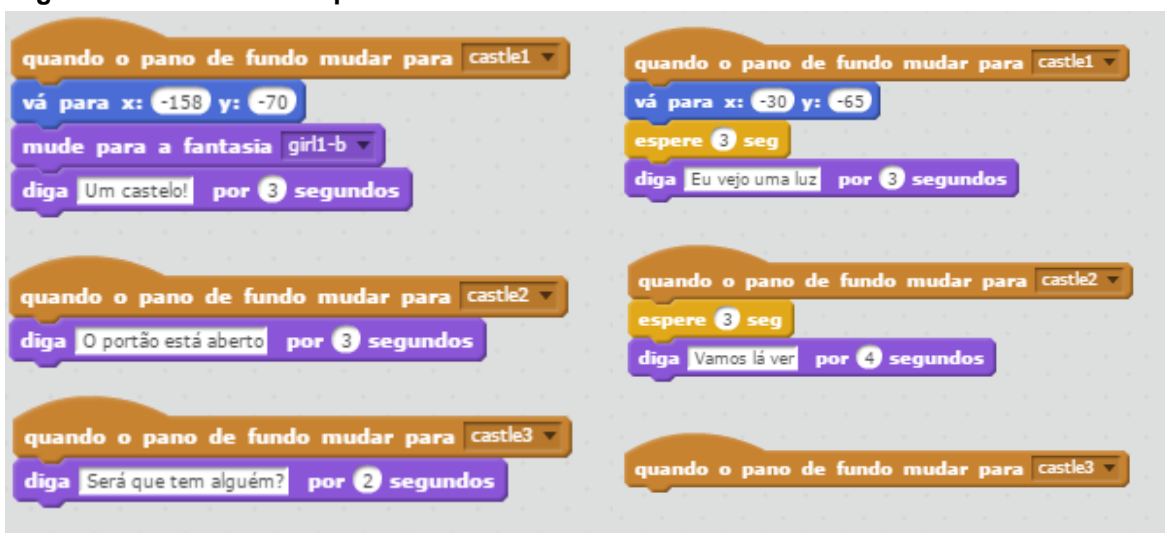 quando o pano de fundo mudar para castle1
vá para x: -158 y: -70
mude para a fantasia girl1-b
diga Um castelo! por 3 segundos
quando o pano de fundo mudar para castle2
diga O portão está aberto por 3 segundos
quando o pano de fundo mudar para castle3
diga Será que tem alguém? por 2 segundos
quando o pano de fundo mudar para castle1
vá para x: -30 y: -65
espere 3 seg
diga Eu vejo uma luz por 3 segundos
quando o pano de fundo mudar para castle2
espere 3 seg
diga Vamos lá ver por 4 segundos
quando o pano de fundo mudar para castle3